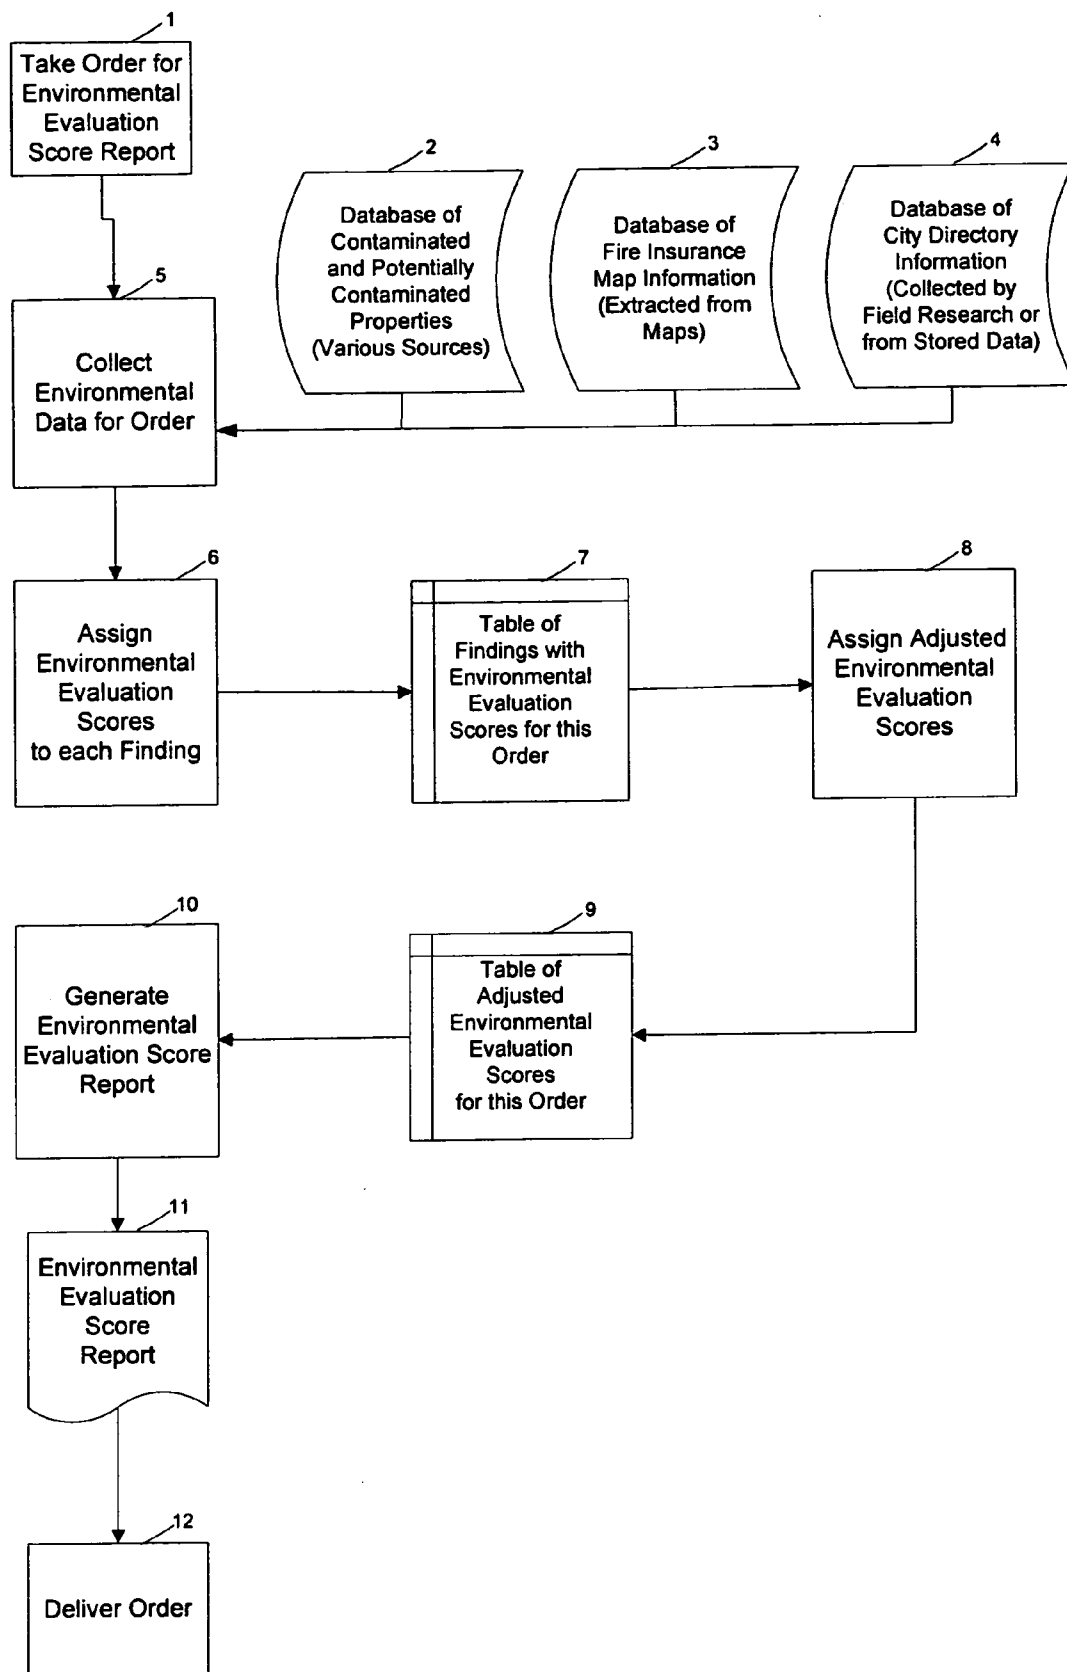 1
Take Order for
Environmental
Evaluation
Score Report
2
Database of
Contaminated
and Potentially
Contaminated
Properties
(Various Sources)
3
Database of
Fire Insurance
Map Information
(Extracted from
Maps)
4
Database of
City Directory
Information
(Collected by
Field Research or
from Stored Data)
5
Collect
Environmental
Data for Order
6
Assign
Environmental
Evaluation
Scores
to each Finding
7
Table of
Findings with
Environmental
Evaluation
Scores for this
Order
8
Assign Adjusted
Environmental
Evaluation
Scores
9
Table of
Adjusted
Environmental
Evaluation
Scores
for this Order
10
Generate
Environmental
Evaluation Score
Report
11
Environmental
Evaluation
Score
Report
12
Deliver Order